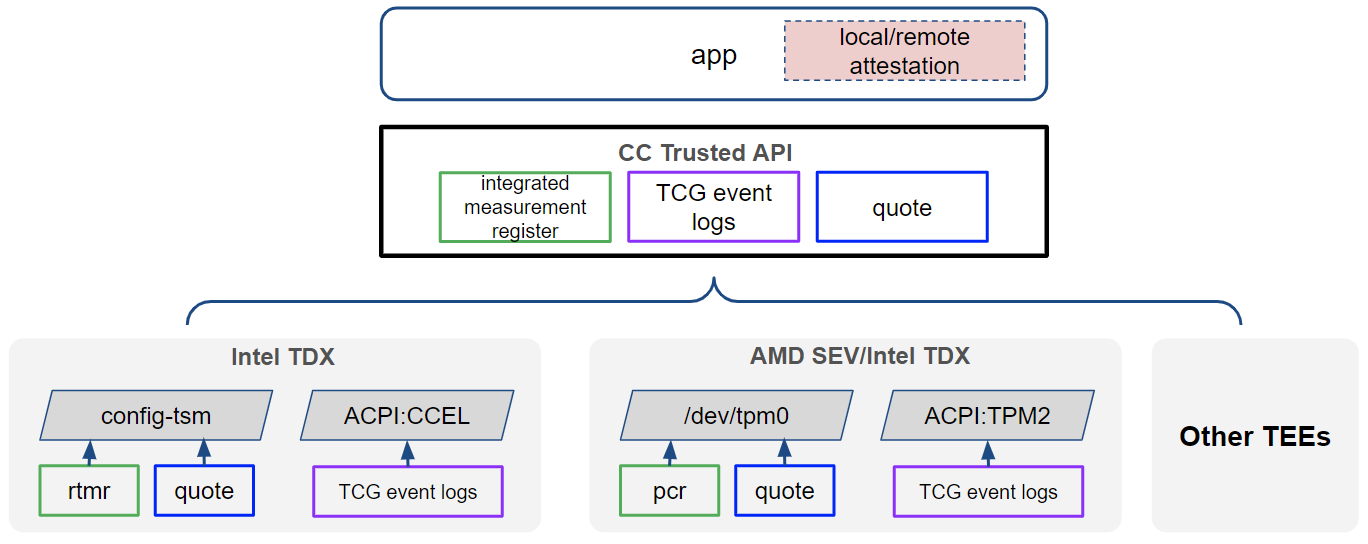 app
local/remote
attestation
CC Trusted API
integrated
measurement
register
TCG event
logs
quote
Intel TDX
config-tsm
ACPI:CCEL
rtmr
quote
TCG event logs
AMD SEV/Intel TDX
/dev/tpm0
ACPI:TPM2
pcr
quote
TCG event logs
Other TEEs